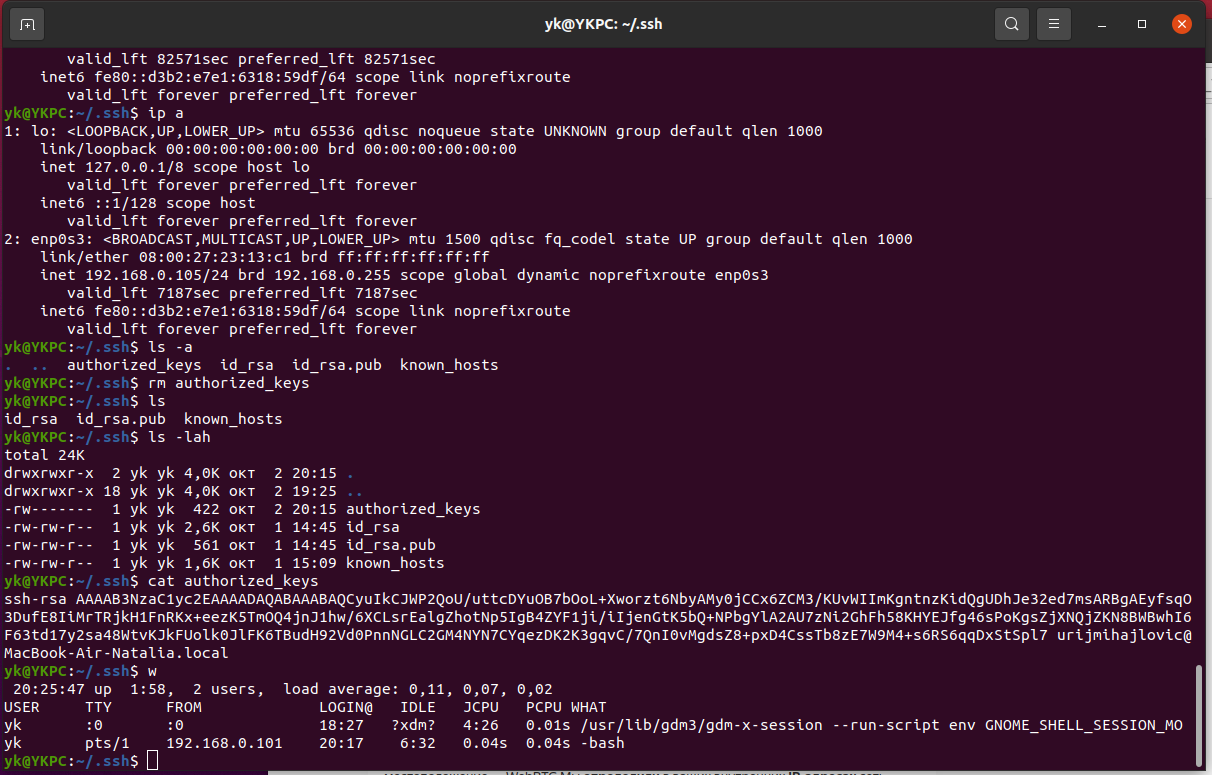 yk@YKPC: ~/.ssh
valid_lft 82571sec preferred_lft 82571sec
inet6 fe80::d3b2:e7e1:6318:59df/64 scope link noprefixroute
valid_lft forever preferred_lft forever
yk@YKPC:~/.ssh$ ip a
1: lo: <LOOPBACK,UP,LOWER_UP> mtu 65536 qdisc noqueue state UNKNOWN group default qlen 1000
link/loopback 00:00:00:00:00:00 brd 00:00:00:00:00:00
inet 127.0.0.1/8 scope host lo
valid_lft forever preferred_lft forever
inet6 ::1/128 scope host
valid_lft forever preferred_lft forever
2: enp0s3: <BROADCAST,MULTICAST,UP,LOWER_UP> mtu 1500 qdisc fq_codel state UP group default qlen 1000
link/ether 08:00:27:23:13:c1 brd ff:ff:ff:ff:ff:ff
inet 192.168.0.105/24 brd 192.168.0.255 scope global dynamic noprefixroute enp0s3
valid_lft 7187sec preferred_lft 7187sec
inet6 fe80::d3b2:e7e1:6318:59df/64 scope link noprefixroute
valid_lft forever preferred_lft forever
yk@YKPC:~/.ssh$ ls -a
.  ..  authorized_keys  id_rsa  id_rsa.pub  known_hosts
yk@YKPC:~/.ssh$ rm authorized_keys
yk@YKPC:~/.ssh$ ls
id_rsa  id_rsa.pub  known_hosts
yk@YKPC:~/.ssh$ ls -lah
total 24K
drwxrwxr-x  2 yk yk 4,0K окт  2 20:15 .
drwxrwxr-x 18 yk yk 4,0K окт  2 19:25 ..
-rw-------  1 yk yk  422 окт  2 20:15 authorized_keys
-rw-rw-r--  1 yk yk 2,6K окт  1 14:45 id_rsa
-rw-rw-r--  1 yk yk  561 окт  1 14:45 id_rsa.pub
-rw-rw-r--  1 yk yk 1,6K окт  1 15:09 known_hosts
yk@YKPC:~/.ssh$ cat authorized_keys
ssh-rsa AAAAB3NzaC1yc2EAAAADAQABAAABAQCyuIkCJWP2QoU/uttcDYuOB7bOoL+Xworzt6NbyAMy0jCCx6ZCM3/KUvWIImKgntnzKidQgUDhJe32ed7msARBgAEyfsqO
3DufE8IiMrTRjkH1FnRKx+eezK5TmOQ4jnJ1hw/6XCLsrEalgZhotNp5IgB4ZYF1ji/iIjenGtK5bQ+NPbgYlA2AU7zNi2GhFh58KHYEJfg46sPoKgsZjXNQjZKN8BWBwhI6
F63td17y2sa48WtvKJkFUolk0JlFK6TBudH92Vd0PnnNGLC2GM4NYN7CYqezDK2K3gqvC/7QnI0vMgdsZ8+pxD4CssTb8zE7W9M4+s6RS6qqDxStSpl7 urijmihajlovic@
MacBook-Air-Natalia.local
yk@YKPC:~/.ssh$ w
20:25:47 up  1:58,  2 users,  load average: 0,11, 0,07, 0,02
USER     TTY      FROM             LOGIN@   IDLE   JCPU   PCPU WHAT
yk       :0       :0               18:27   ?xdm?   4:26   0.01s /usr/lib/gdm3/gdm-x-session --run-script env GNOME_SHELL_SESSION_MO
yk       pts/1    192.168.0.101    20:17    6:32   0.04s  0.04s -bash
yk@YKPC:~/.ssh$